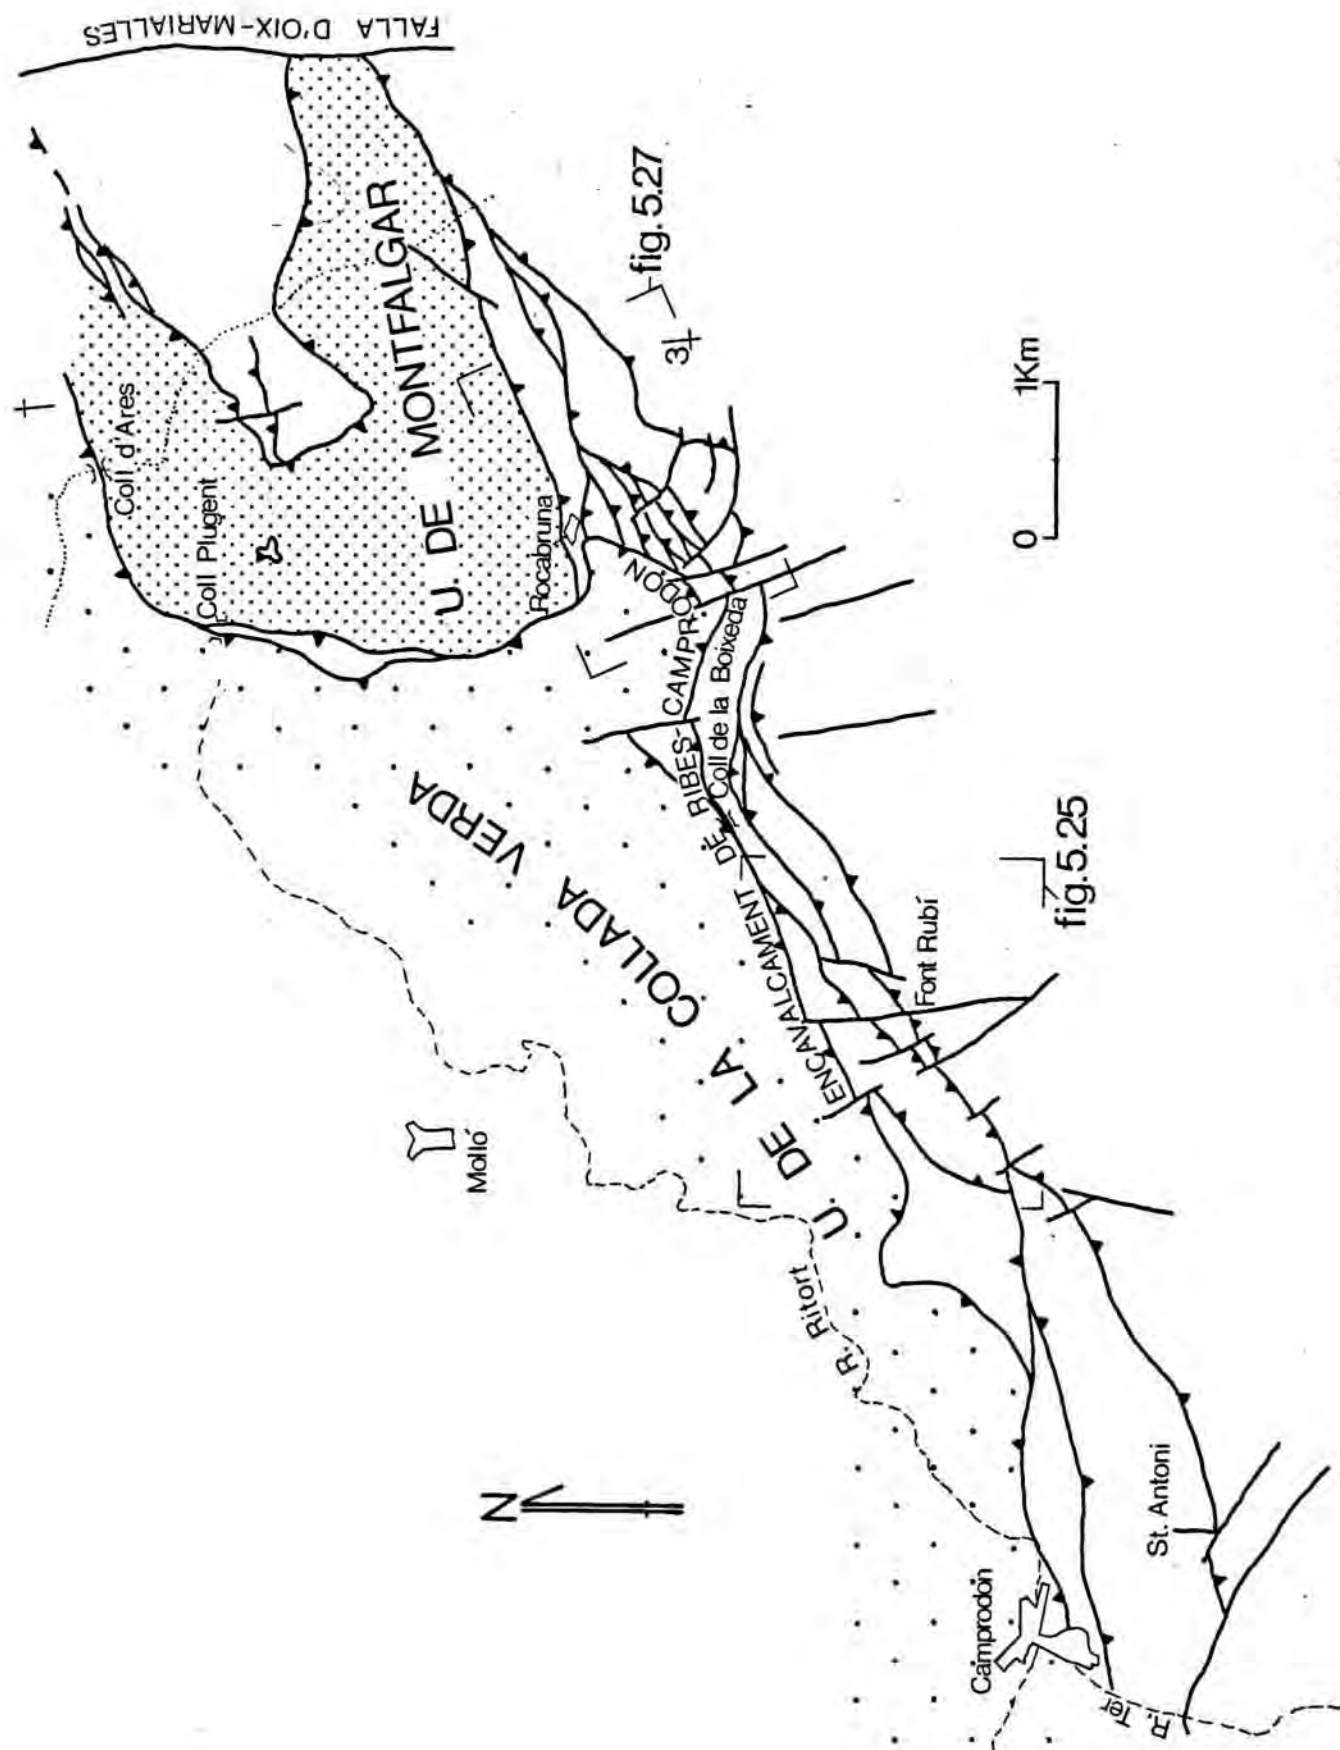 FALLA D'OIX-MARIALLES
Coll d'Ares
Coll Plugent
U. DE MONTFALGAR
Rocabruna
fig.5.27
3
ENCAVALCAMENT DE RIBES-CAMPRODON
Coll de la Boixeda
U. DE LA COLLADA VERDA
Molló
R. Ritort
Font Rubí
fig.5.25
0 1Km
N
St. Antoni
Camprodon
R. Ter